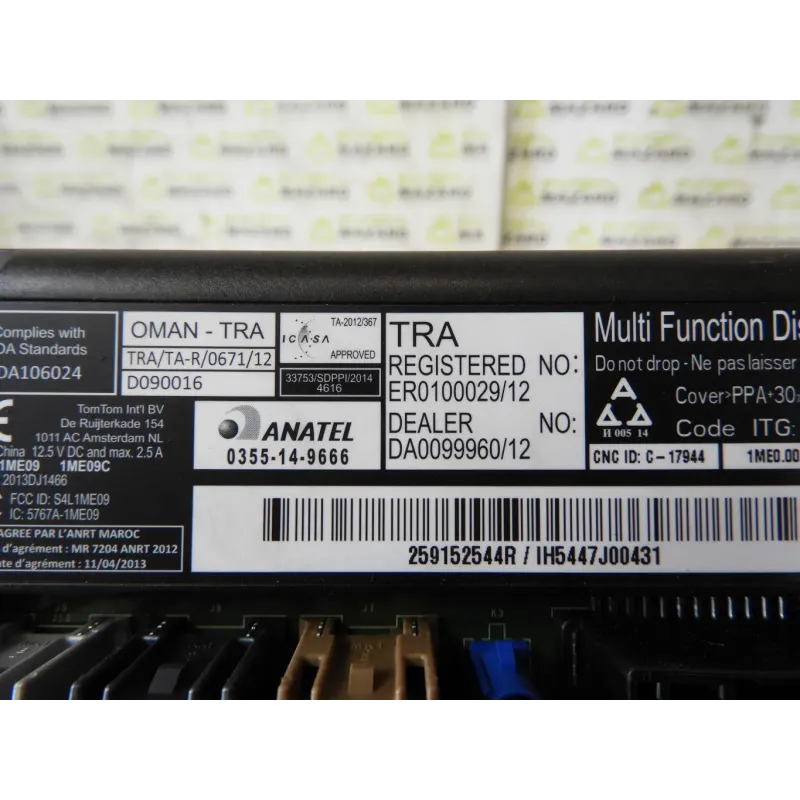 Complies with
DA Standards
DA106024
OMAN - TRA
TRA/TA-R/0671/12
D090016
TA-2012/367
ICASA
APPROVED
33753/SDPPI/2014
4616
TRA
REGISTERED NO:
ER0100029/12
DEALER NO:
DA0099960/12
Multi Function Dis
Do not drop - Ne pas laisser
Cover>PPA+30
И 005 14
Code ITG:
CNC ID: C-17944
1ME0.00
TomTom Int'l BV
De Ruijterkade 154
1011 AC Amsterdam NL
China 12.5 V DC and max. 2.5 A
1ME09 1ME09C
2013DJ1466
FCC ID: S4L1ME09
IC: 5767A-1ME09
AGREE PAR L'ANRT MAROC
d'agrément : MR 7204 ANRT 2012
d'agrément : 11/04/2013
ANATEL
0355-14-9666
259152544R / IH5447J00431
J1
K3